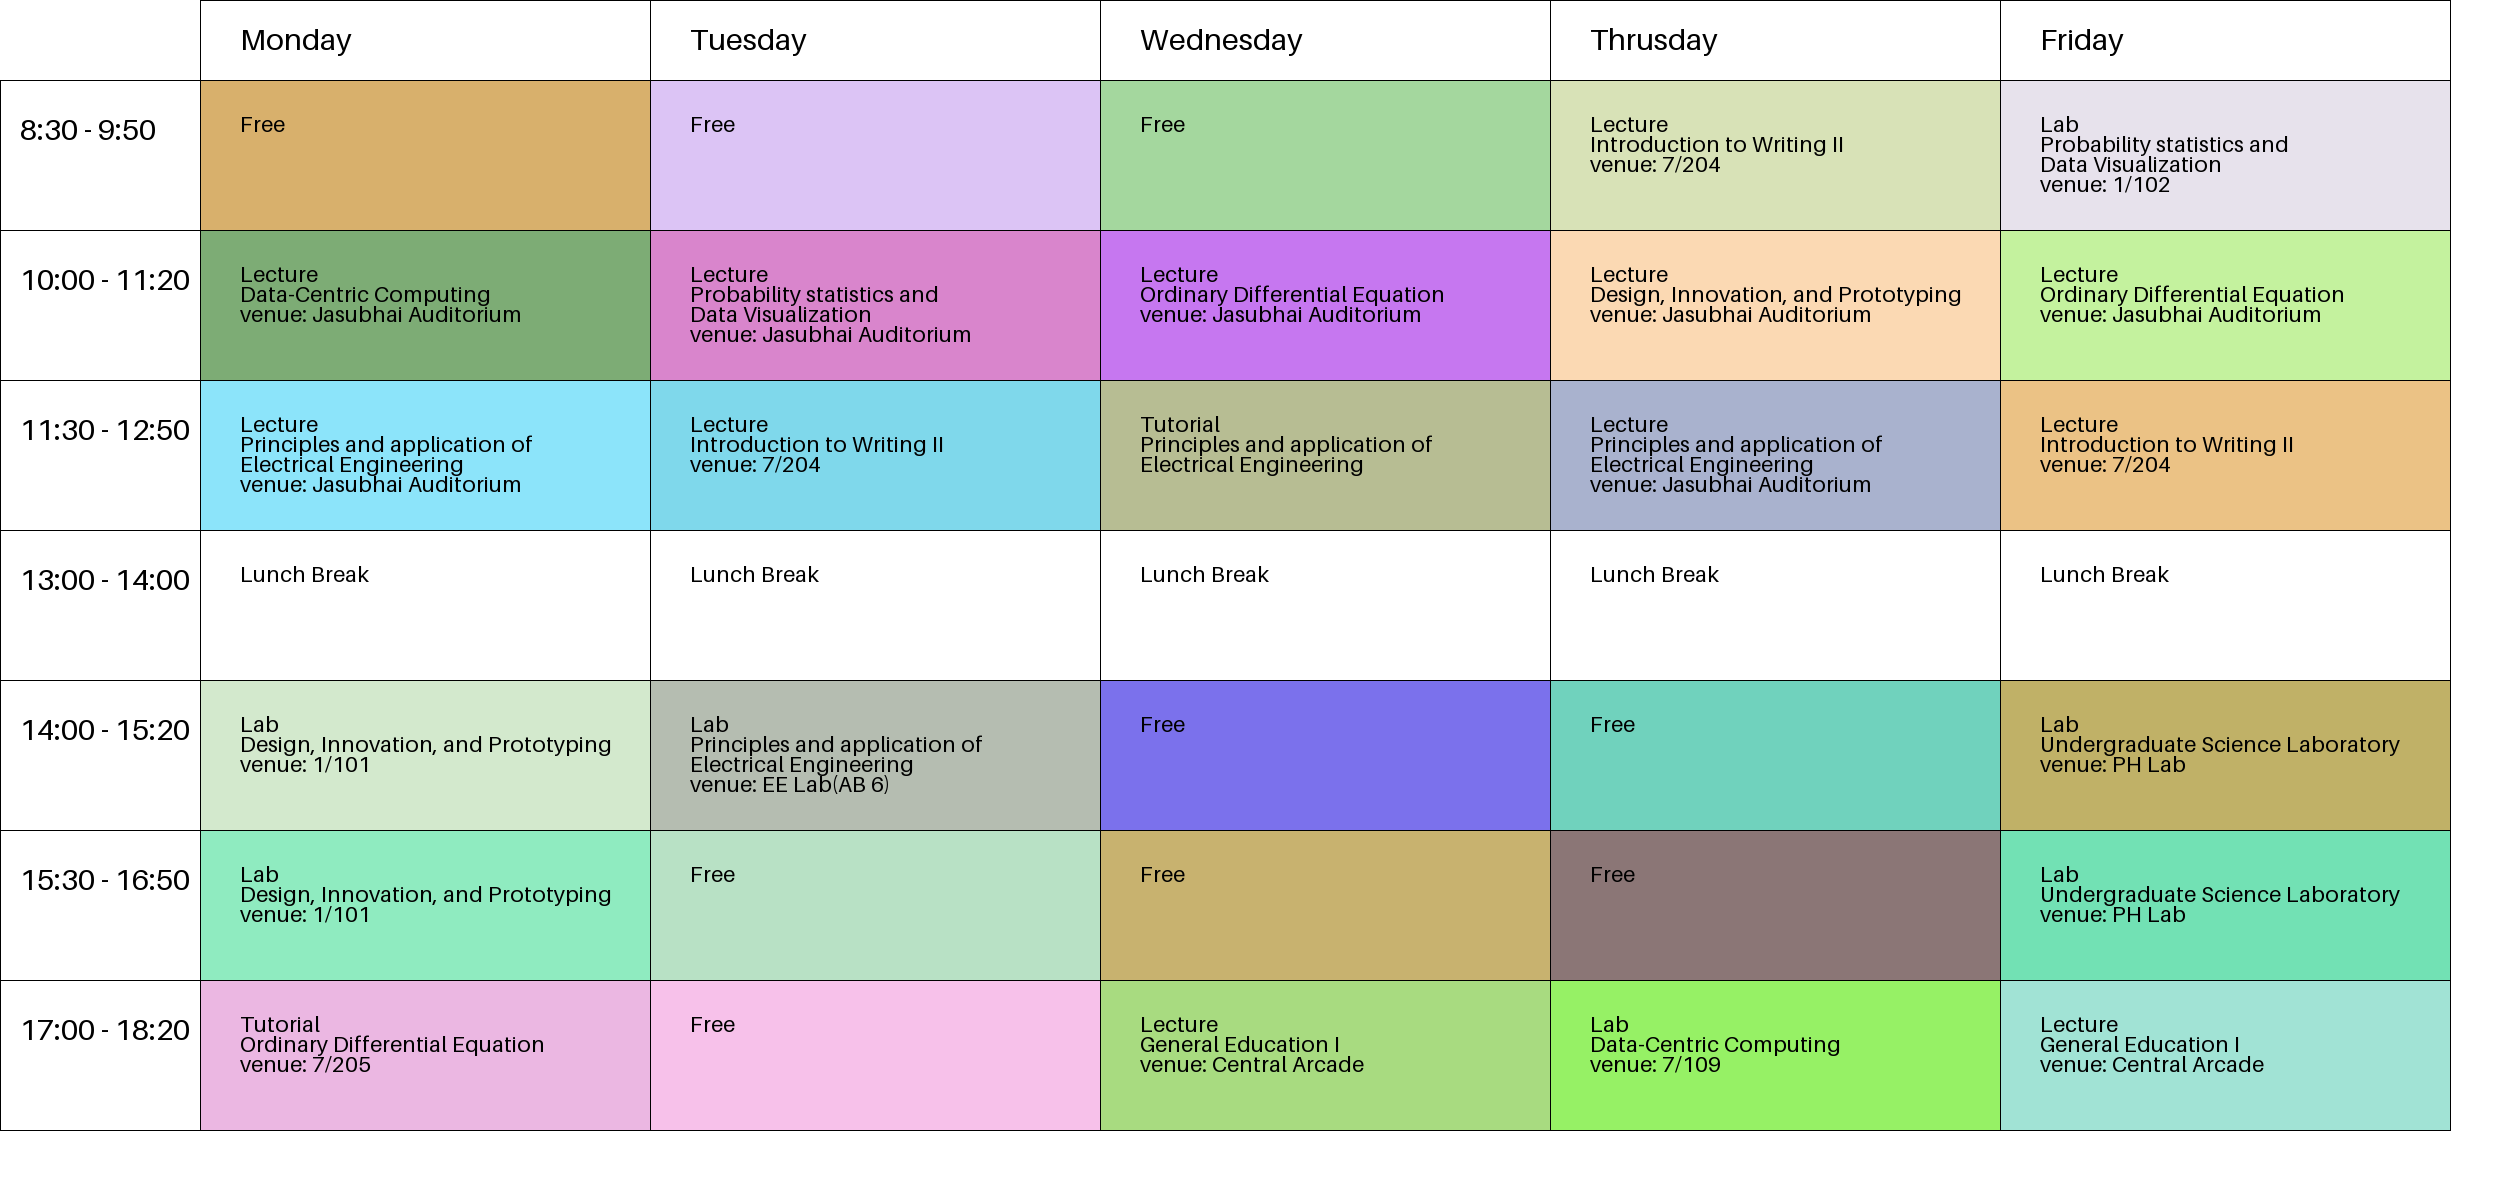 Monday
Tuesday
Wednesday
Thrusday
Friday
8:30 - 9:50
Free
Free
Free
Lecture
Introduction to Writing II
venue: 7/204
Lab
Probability statistics and
Data Visualization
venue: 1/102
10:00 - 11:20
Lecture
Data-Centric Computing
venue: Jasubhai Auditorium
Lecture
Probability statistics and
Data Visualization
venue: Jasubhai Auditorium
Lecture
Ordinary Differential Equation
venue: Jasubhai Auditorium
Lecture
Design, Innovation, and Prototyping
venue: Jasubhai Auditorium
Lecture
Ordinary Differential Equation
venue: Jasubhai Auditorium
11:30 - 12:50
Lecture
Principles and application of
Electrical Engineering
venue: Jasubhai Auditorium
Lecture
Introduction to Writing II
venue: 7/204
Tutorial
Principles and application of
Electrical Engineering
Lecture
Principles and application of
Electrical Engineering
venue: Jasubhai Auditorium
Lecture
Introduction to Writing II
venue: 7/204
13:00 - 14:00
Lunch Break
Lunch Break
Lunch Break
Lunch Break
Lunch Break
14:00 - 15:20
Lab
Design, Innovation, and Prototyping
venue: 1/101
Lab
Principles and application of
Electrical Engineering
venue: EE Lab(AB 6)
Free
Free
Lab
Undergraduate Science Laboratory
venue: PH Lab
15:30 - 16:50
Lab
Design, Innovation, and Prototyping
venue: 1/101
Free
Free
Free
Lab
Undergraduate Science Laboratory
venue: PH Lab
17:00 - 18:20
Tutorial
Ordinary Differential Equation
venue: 7/205
Free
Lecture
General Education I
venue: Central Arcade
Lab
Data-Centric Computing
venue: 7/109
Lecture
General Education I
venue: Central Arcade